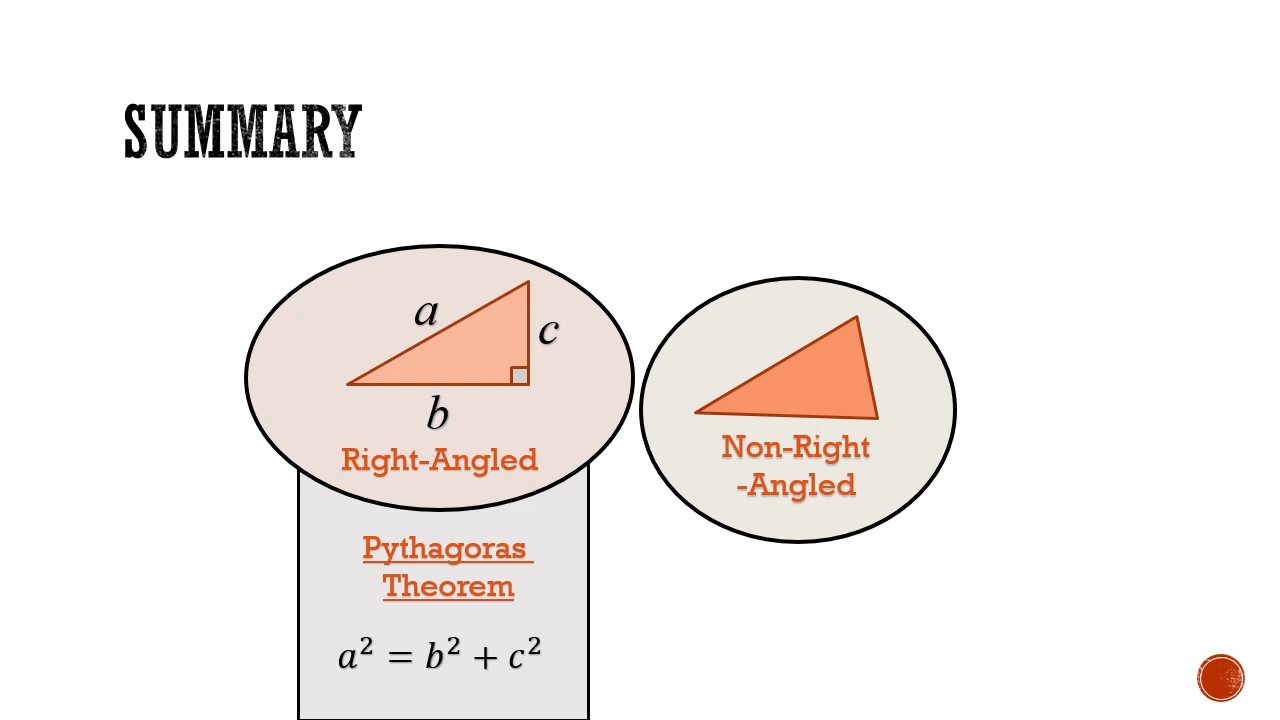 SUMMARY
a
c
b
Right-Angled
Non-Right
-Angled
Pythagoras
Theorem
a² = b² + c²